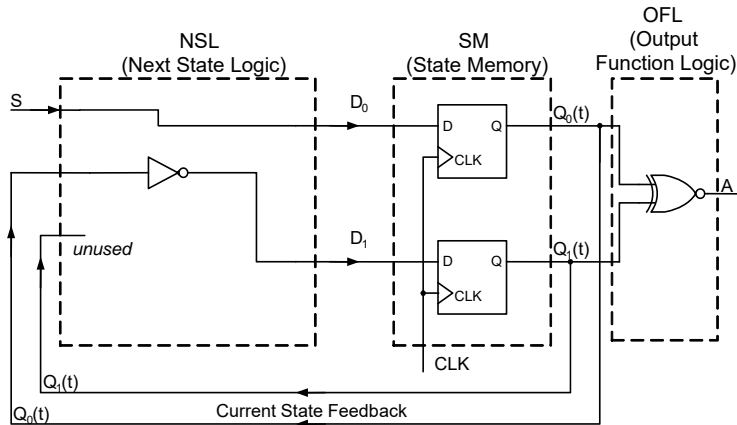 NSL
(Next State Logic)
SM
(State Memory)
OFL
(Output
Function Logic)
S
D₀
D
Q
CLK
Q₀(t)
A
unused
D₁
D
Q
CLK
Q₁(t)
CLK
Q₁(t)
Q₀(t)
Current State Feedback